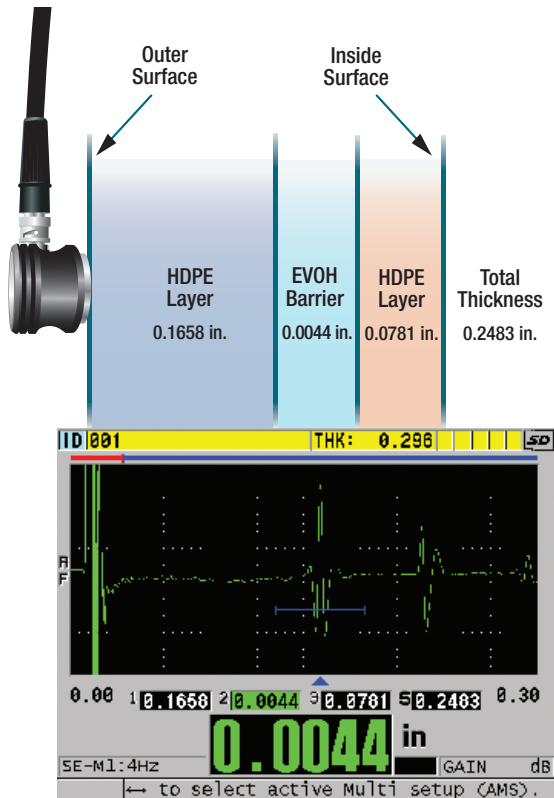 Outer Surface
Inside Surface
HDPE Layer
0.1658 in.
EVOH Barrier
0.0044 in.
HDPE Layer
0.0781 in.
Total Thickness
0.2483 in.
ID 001 THK: 0.296 SD
R
F
0.00 1 0.1658 2 0.0044 3 0.0781 S 0.2483 0.30
0.0044 in
SE-M1:4Hz GAIN dB
↔ to select active Multi setup (AMS).